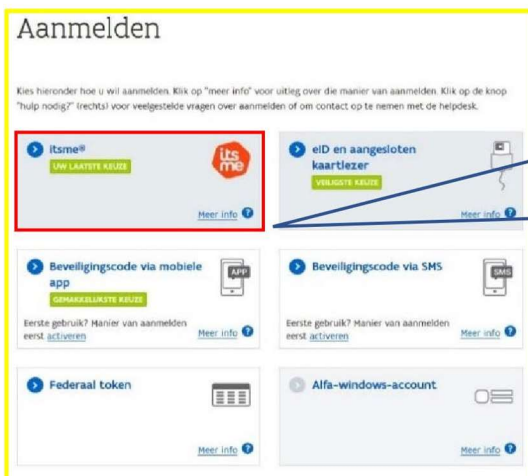 Aanmelden
Kies hieronder hoe u wil aanmelden. Klik op "meer info" voor uitleg over die manier van aanmelden. Klik op de knop
"hulp nodig?" (rechts) voor veelgestelde vragen over aanmelden of om contact op te nemen met de helpdesk.
itsme®
UW LAATSTE KEUZE
its
me
Meer info ?
eID en aangesloten
kaartlezer
VEILIGSTE KEUZE
Meer info ?
Beveiligingscode via mobiele
app
GEMAKKELIJKSTE KEUZE
APP
Eerste gebruik? Manier van aanmelden
eerst activeren
Meer info ?
Beveiligingscode via SMS
SMS
Eerste gebruik? Manier van aanmelden
eerst activeren
Meer info ?
Federaal token
Meer info ?
Alfa-windows-account
Meer info ?